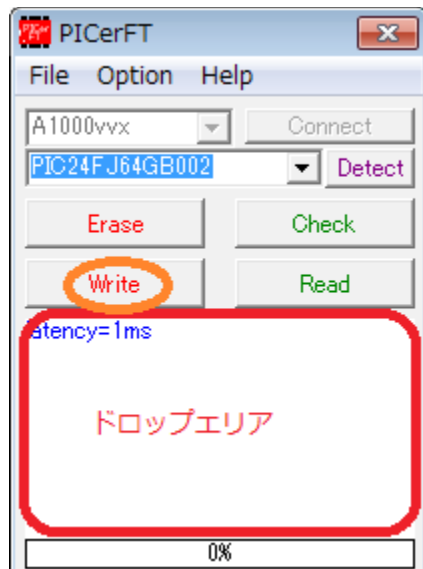 PICerFT
File Option Help
A1000vvx Connect
PIC24FJ64GB002 Detect
Erase Check
Write Read
latency=1ms
ドロップエリア
0%